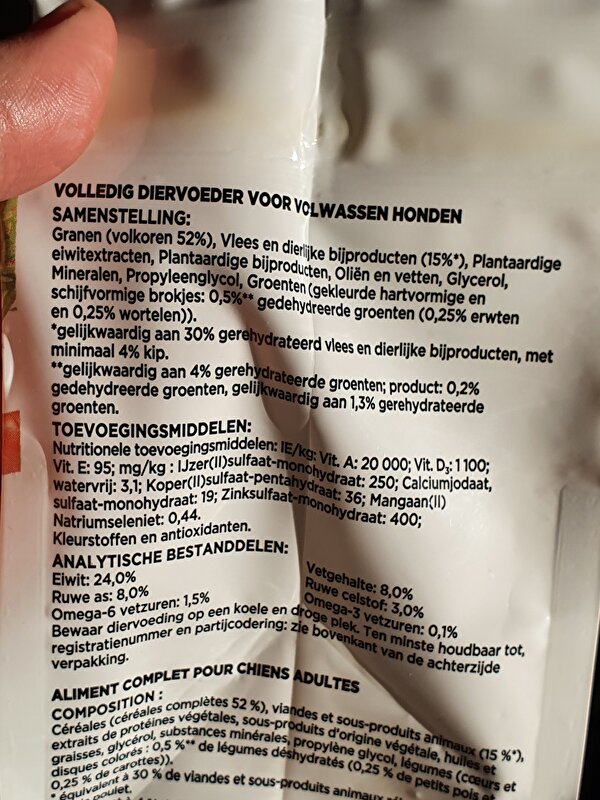 VOLLEDIG DIERVOEDER VOOR VOLWASSEN HONDEN
SAMENSTELLING:
Granen (volkoren 52%), Vlees en dierlijke bijproducten (15%*), Plantaardige
eiwitextracten, Plantaardige bijproducten, Oliën en vetten, Glycerol,
Mineralen, Propyleenglycol, Groenten (gekleurde hartvormige en
schijfvormige brokjes: 0,5%** gedehydreerde groenten (0,25% erwten
en 0,25% wortelen)).
*gelijkwaardig aan 30% gerehydrateerd vlees en dierlijke bijproducten, met
minimaal 4% kip.
**gelijkwaardig aan 4% gerehydrateerde groenten; product: 0,2%
gedehydreerde groenten, gelijkwaardig aan 1,3% gerehydrateerde
groenten.
TOEVOEGINGSMIDDELEN:
Nutritionele toevoegingsmiddelen: IE/kg: Vit. A: 20 000; Vit. D₃: 1 100;
Vit. E: 95; mg/kg : IJzer(II)sulfaat-monohydraat: 250; Calciumjodaat,
watervrij: 3,1; Koper(II)sulfaat-pentahydraat: 36; Mangaan(II)
sulfaat-monohydraat: 19; Zinksulfaat-monohydraat: 400;
Natriumseleniet: 0,44.
Kleurstoffen en antioxidanten.
ANALYTISCHE BESTANDDELEN:
Eiwit: 24,0% Vetgehalte: 8,0%
Ruwe as: 8,0% Ruwe celstof: 3,0%
Omega-6 vetzuren: 1,5% Omega-3 vetzuren: 0,1%
Bewaar diervoeding op een koele en droge plek. Ten minste houdbaar tot,
registratienummer en partijcodering: zie bovenkant van de achterzijde
verpakking.
ALIMENT COMPLET POUR CHIENS ADULTES
COMPOSITION :
Céréales (céréales complètes 52 %), viandes et sous-produits animaux (15 %*),
extraits de protéines végétales, sous-produits d'origine végétale, huiles et
graisses, glycérol, substances minérales, propylène glycol, légumes (cœurs et
disques colorés : 0,5 %** de légumes déshydratés (0,25 % de petits pois et
0,25 % de carottes)).
* équivalent à 30 % de viandes et sous-produits animaux
poulet.